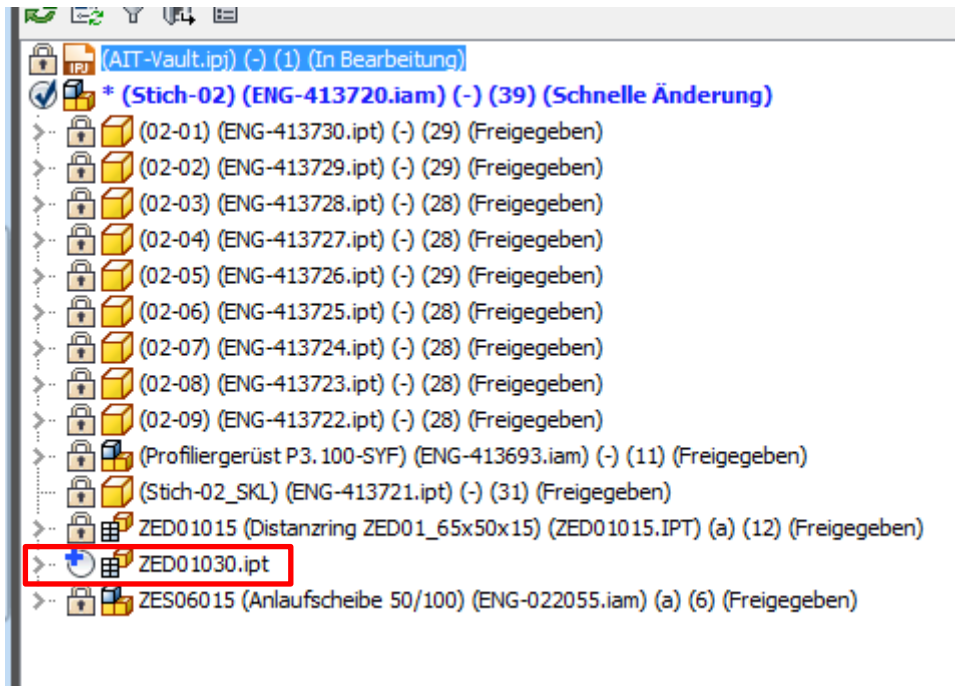 (AIT-Vault.ipj) (-) (1) (In Bearbeitung)
* (Stich-02) (ENG-413720.iam) (-) (39) (Schnelle Änderung)
(02-01) (ENG-413730.ipt) (-) (29) (Freigegeben)
(02-02) (ENG-413729.ipt) (-) (29) (Freigegeben)
(02-03) (ENG-413728.ipt) (-) (28) (Freigegeben)
(02-04) (ENG-413727.ipt) (-) (28) (Freigegeben)
(02-05) (ENG-413726.ipt) (-) (29) (Freigegeben)
(02-06) (ENG-413725.ipt) (-) (28) (Freigegeben)
(02-07) (ENG-413724.ipt) (-) (28) (Freigegeben)
(02-08) (ENG-413723.ipt) (-) (28) (Freigegeben)
(02-09) (ENG-413722.ipt) (-) (28) (Freigegeben)
(Profiliergerüst P3.100-SYF) (ENG-413693.iam) (-) (11) (Freigegeben)
(Stich-02_SKL) (ENG-413721.ipt) (-) (31) (Freigegeben)
ZED01015 (Distanzring ZED01_65x50x15) (ZED01015.IPT) (a) (12) (Freigegeben)
ZED01030.ipt
ZES06015 (Anlaufscheibe 50/100) (ENG-022055.iam) (a) (6) (Freigegeben)